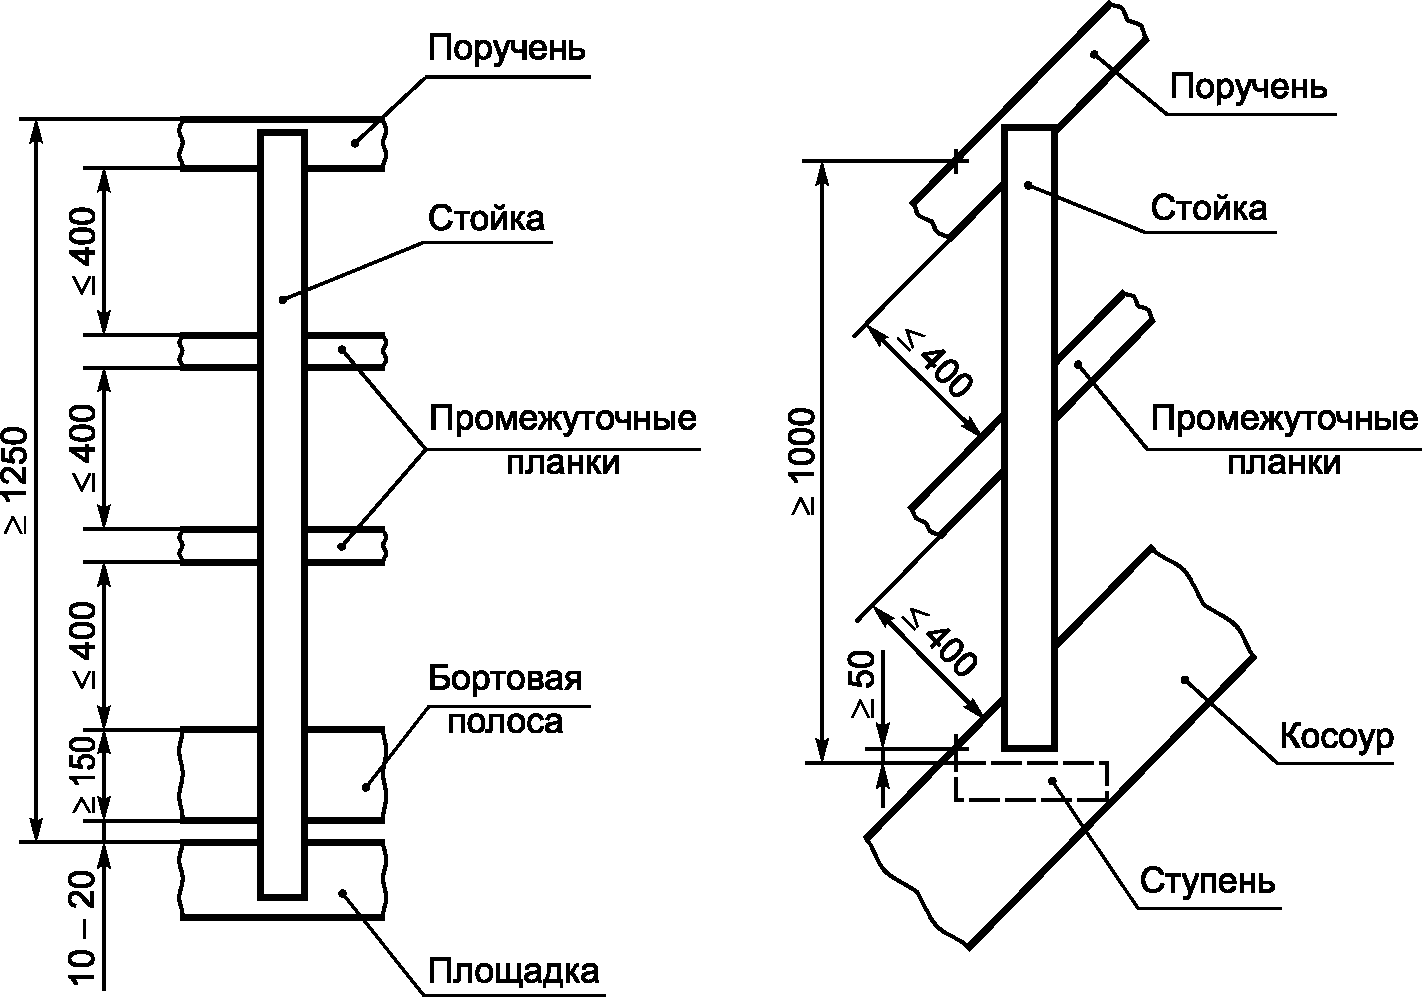 Поручень
≤ 400
Стойка
≥ 1250
≤ 400
Промежуточные
планки
≤ 400
Бортовая
полоса
≥ 150
10 – 20
Площадка
Поручень
Стойка
≤ 400
≥ 1000
Промежуточные
планки
≤ 400
≥ 50
Косоур
Ступень